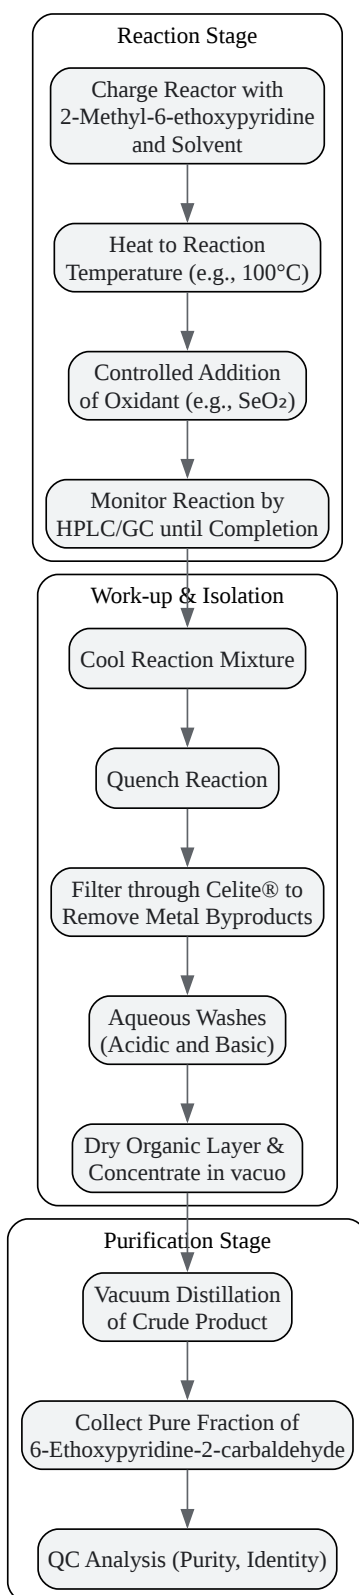 Reaction Stage
Charge Reactor with
2-Methyl-6-ethoxypyridine
and Solvent
Heat to Reaction
Temperature (e.g., 100°C)
Controlled Addition
of Oxidant (e.g., SeO₂)
Monitor Reaction by
HPLC/GC until Completion
Work-up & Isolation
Cool Reaction Mixture
Quench Reaction
Filter through Celite® to
Remove Metal Byproducts
Aqueous Washes
(Acidic and Basic)
Dry Organic Layer &
Concentrate in vacuo
Purification Stage
Vacuum Distillation
of Crude Product
Collect Pure Fraction of
6-Ethoxypyridine-2-carbaldehyde
QC Analysis (Purity, Identity)